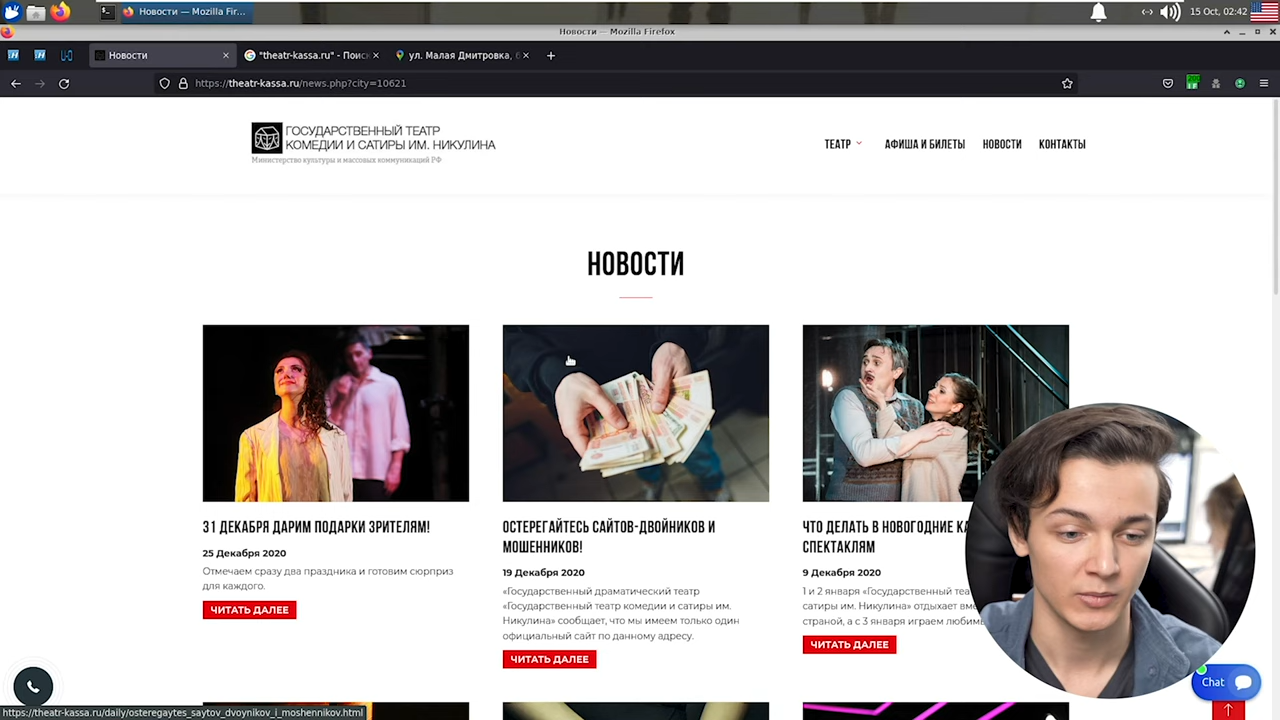 Новости — Mozilla Fir...
15 Oct, 02:42
Новости — Mozilla Firefox
Новости
"theatr-kassa.ru" - Поиск
ул. Малая Дмитровка, 
https://theatr-kassa.ru/news.php?city=10621
ГОСУДАРСТВЕННЫЙ ТЕАТР
КОМЕДИИ И САТИРЫ ИМ. НИКУЛИНА
Министерство культуры и массовых коммуникаций РФ
ТЕАТР
АФИША И БИЛЕТЫ
НОВОСТИ
КОНТАКТЫ
НОВОСТИ
31 ДЕКАБРЯ ДАРИМ ПОДАРКИ ЗРИТЕЛЯМ!
25 Декабря 2020
Отмечаем сразу два праздника и готовим сюрприз
для каждого.
ЧИТАТЬ ДАЛЕЕ
ОСТЕРЕГАЙТЕСЬ САЙТОВ-ДВОЙНИКОВ И
МОШЕННИКОВ!
19 Декабря 2020
«Государственный драматический театр
«Государственный театр комедии и сатиры им.
Никулина» сообщает, что мы имеем только один
официальный сайт по данному адресу.
ЧИТАТЬ ДАЛЕЕ
ЧТО ДЕЛАТЬ В НОВОГОДНИЕ КА
СПЕКТАКЛЯМ
9 Декабря 2020
1 и 2 января «Государственный теа
сатиры им. Никулина» отдыхает вме
страной, а с 3 января играем любимы
ЧИТАТЬ ДАЛЕЕ
Chat
https://theatr-kassa.ru/daily/osteregaytes_saytov_dvoynikov_i_moshennikov.html